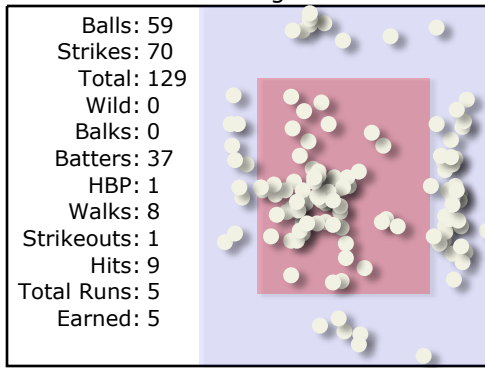 Balls: 59
Strikes: 70
Total: 129
Wild: 0
Balks: 0
Batters: 37
HBP: 1
Walks: 8
Strikeouts: 1
Hits: 9
Total Runs: 5
Earned: 5